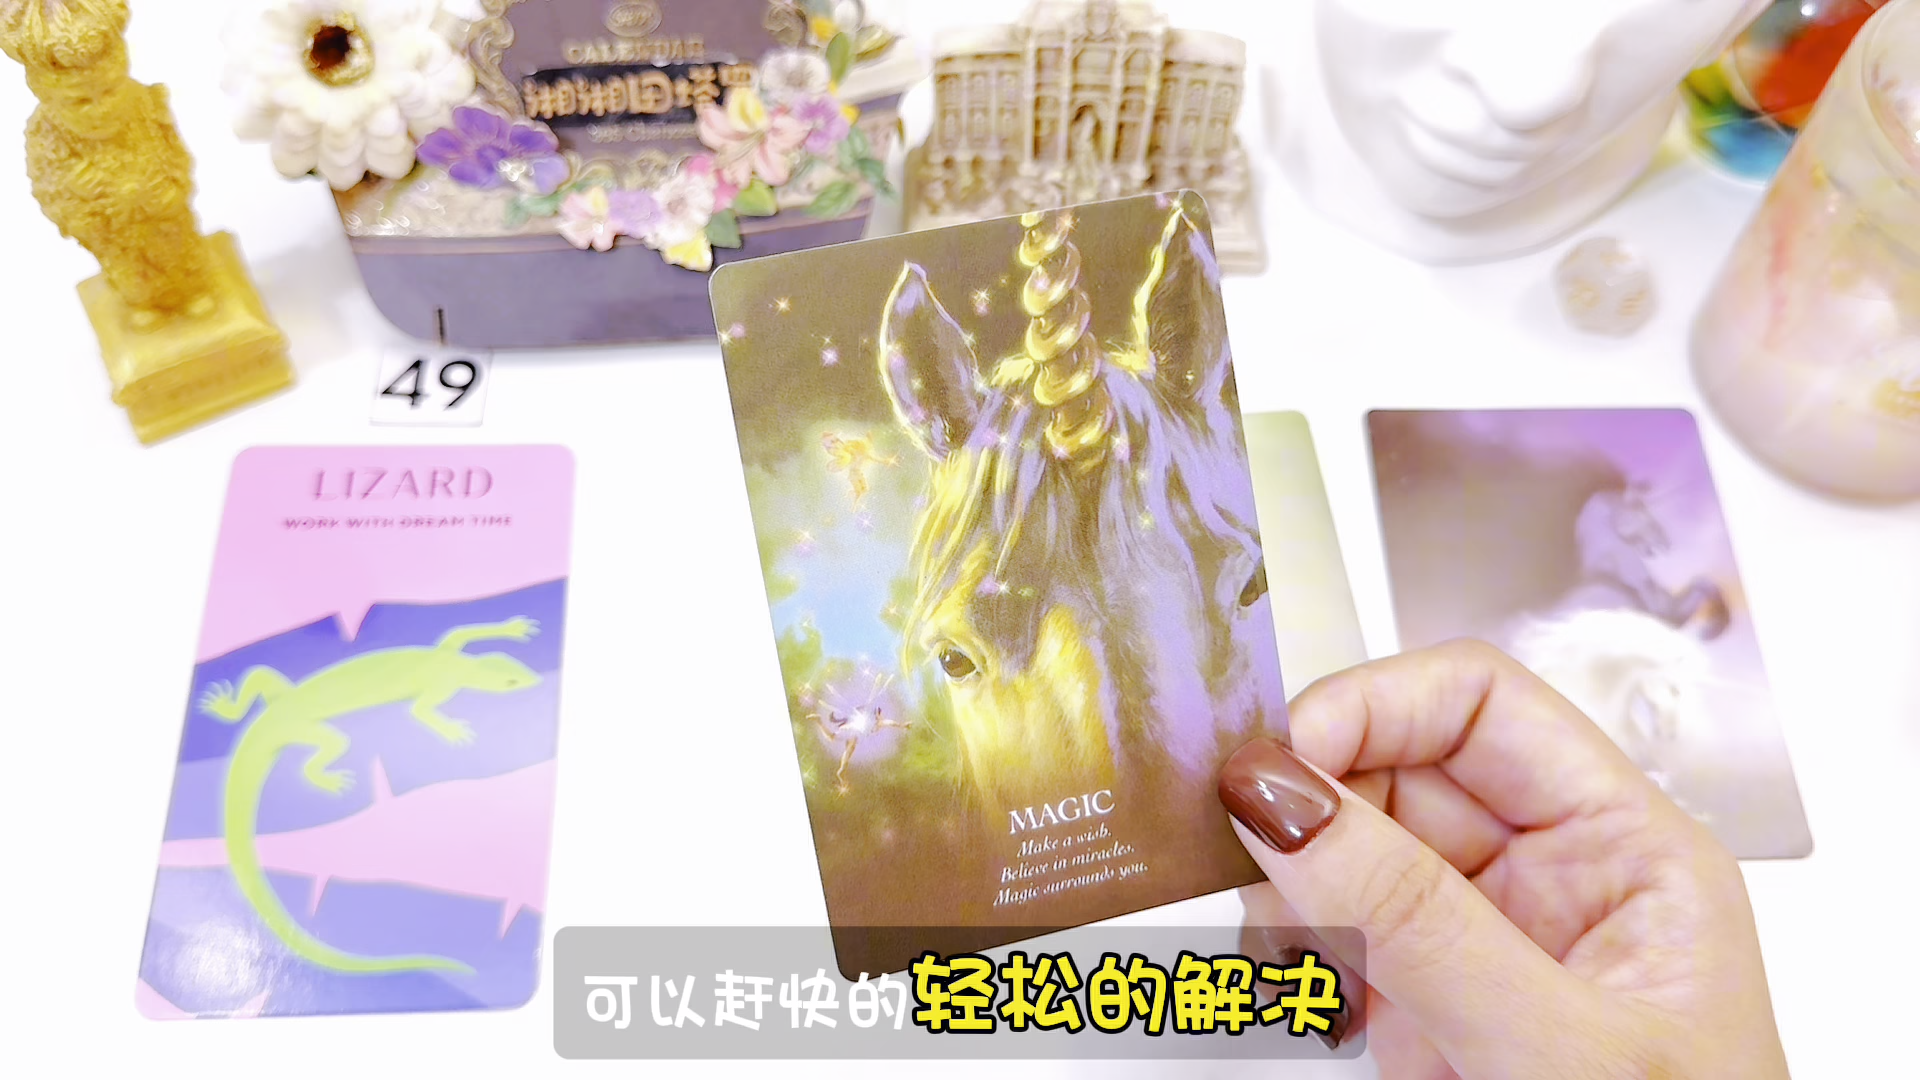 CALENDAR
湘湘国塔罗
49
LIZARD
WORK WITH DREAM TIME
MAGIC
Make a wish.
Believe in miracles.
Magic surrounds you.
可以赶快的轻松的解决